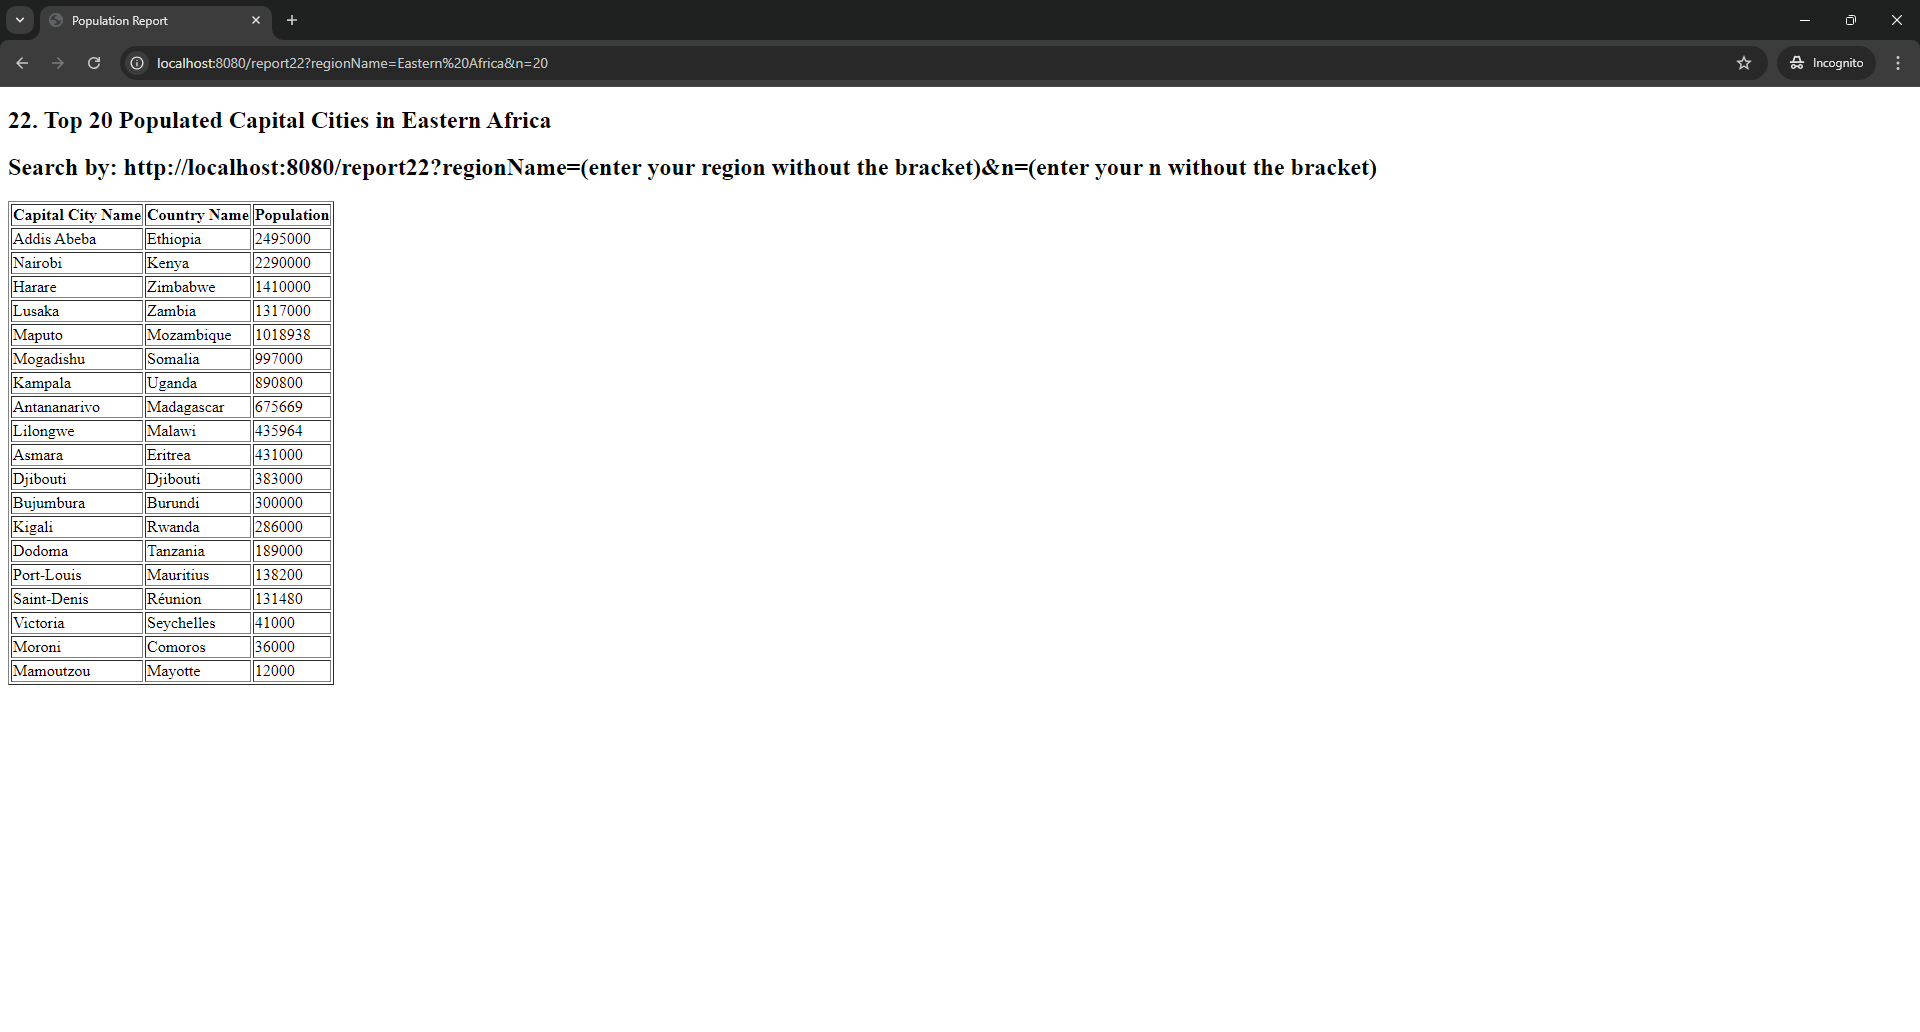 Population Report
localhost:8080/report22?regionName=Eastern%20Africa&n=20
Incognito
22. Top 20 Populated Capital Cities in Eastern Africa
Search by: http://localhost:8080/report22?regionName=(enter your region without the bracket)&n=(enter your n without the bracket)
Capital City Name Country Name Population
Addis Abeba Ethiopia 2495000
Nairobi Kenya 2290000
Harare Zimbabwe 1410000
Lusaka Zambia 1317000
Maputo Mozambique 1018938
Mogadishu Somalia 997000
Kampala Uganda 890800
Antananarivo Madagascar 675669
Lilongwe Malawi 435964
Asmara Eritrea 431000
Djibouti Djibouti 383000
Bujumbura Burundi 300000
Kigali Rwanda 286000
Dodoma Tanzania 189000
Port-Louis Mauritius 138200
Saint-Denis Réunion 131480
Victoria Seychelles 41000
Moroni Comoros 36000
Mamoutzou Mayotte 12000